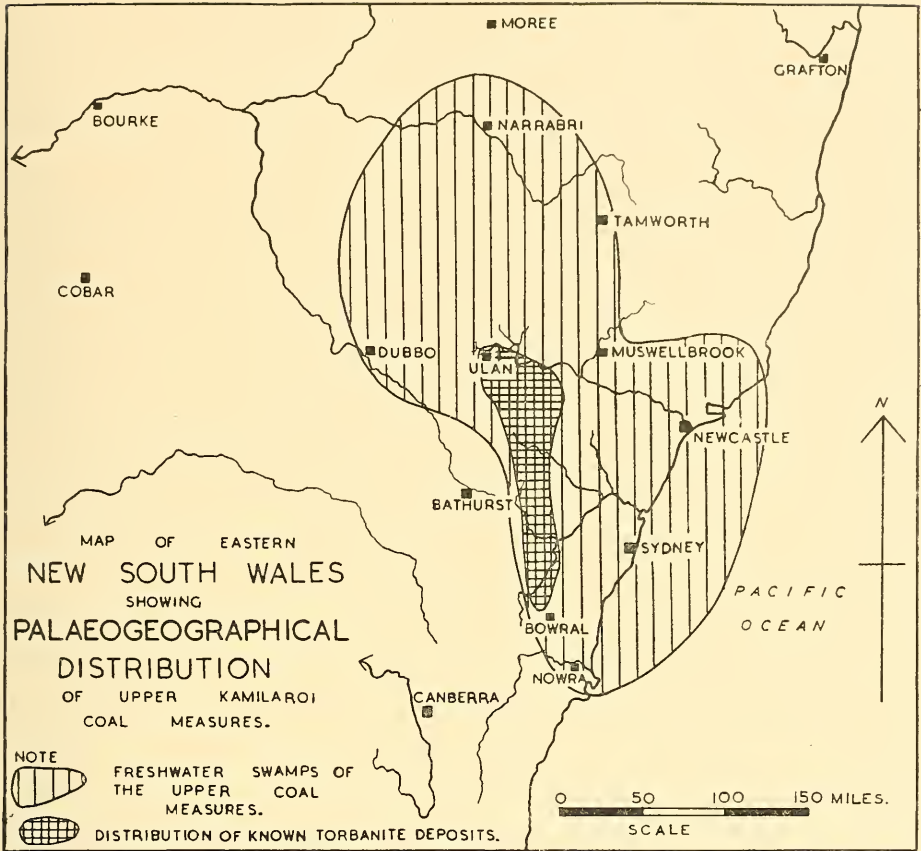 MOREE
GRAFTON
BOURKE
NARRABRI
TAMWORTH
COBAR
DUBBO
ULAN
MUSWELLBROOK
N
NEWCASTLE
BATHURST
SYDNEY
MAP OF EASTERN
NEW SOUTH WALES
SHOWING
PALAEOGEOGRAPHICAL
DISTRIBUTION
OF UPPER KAMILAROI
COAL MEASURES.
PACIFIC
OCEAN
BOWRAL
NOWRA
CANBERRA
NOTE
FRESHWATER SWAMPS OF
THE UPPER COAL
MEASURES.
DISTRIBUTION OF KNOWN TORBANITE DEPOSITS.
0 50 100 150 MILES.
SCALE